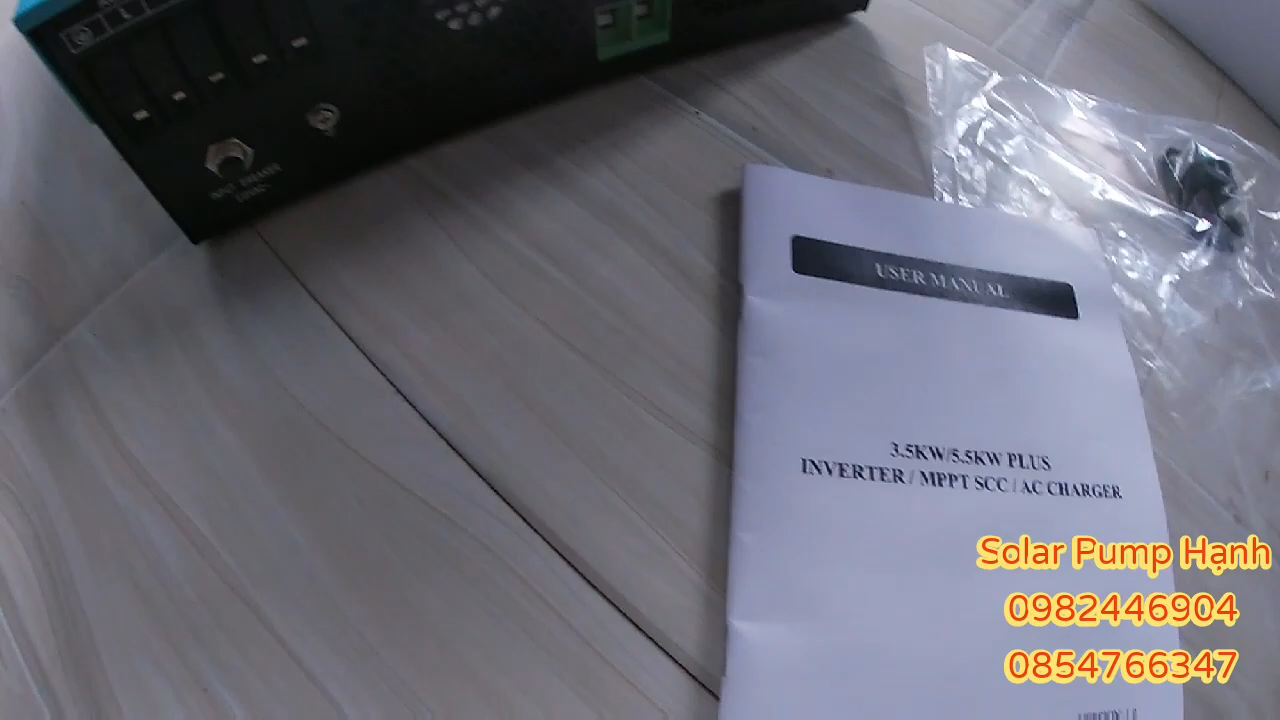 USER MANUAL
3.5KW/5.5KW PLUS
INVERTER / MPPT SCC / AC CHARGER
Solar Pump Hạnh
0982446904
0854766347